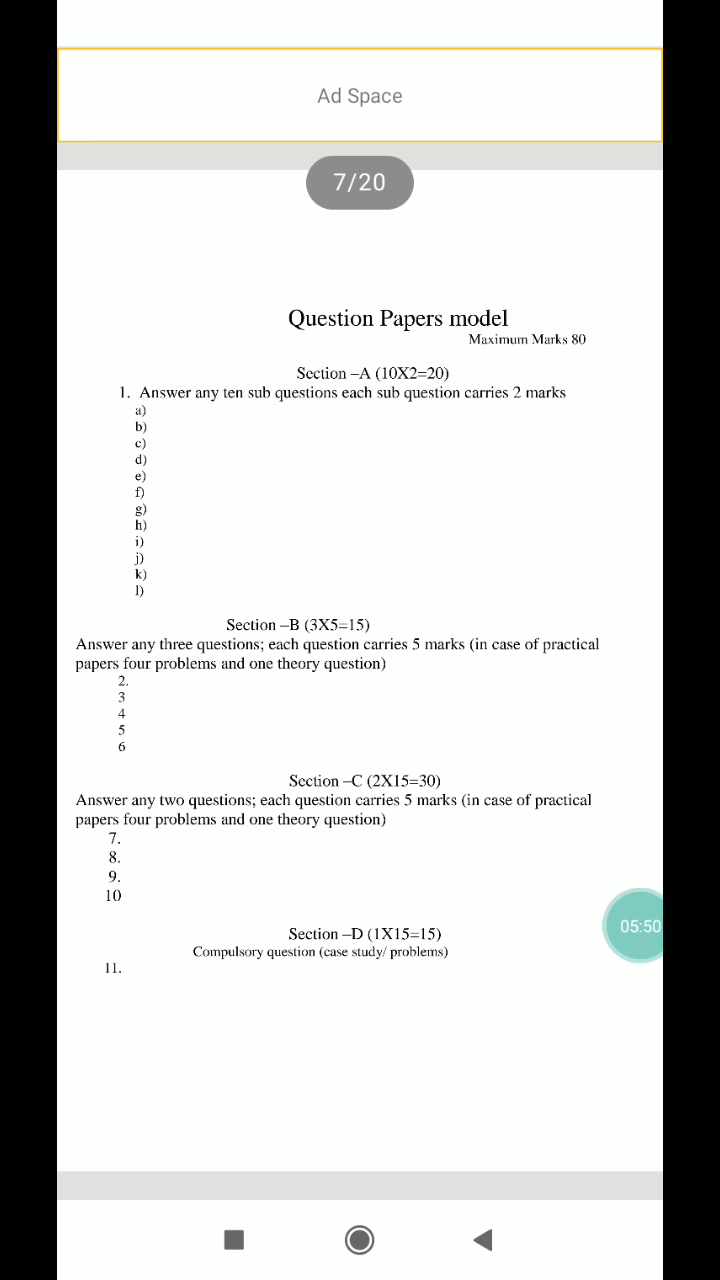 Ad Space
7/20
Question Papers model
Maximum Marks 80
Section –A (10X2=20)
1. Answer any ten sub questions each sub question carries 2 marks
a)
b)
c)
d)
e)
f)
g)
h)
i)
j)
k)
l)
Section –B (3X5=15)
Answer any three questions; each question carries 5 marks (in case of practical
papers four problems and one theory question)
2.
3
4
5
6
Section –C (2X15=30)
Answer any two questions; each question carries 5 marks (in case of practical
papers four problems and one theory question)
7.
8.
9.
10
05:50
Section –D (1X15=15)
Compulsory question (case study/ problems)
11.